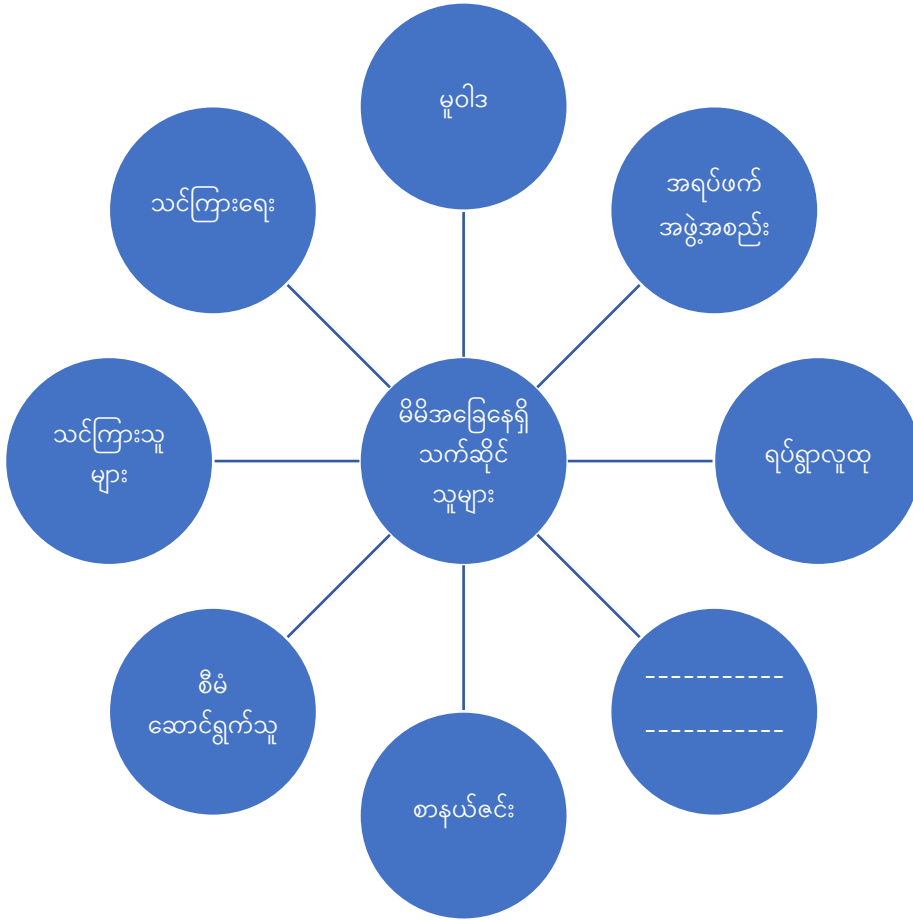 မူဝါဒ
အရပ်ဖက်
အဖွဲ့အစည်း
ရပ်ရွာလူထု
-----------
-----------
စာနယ်ဇင်း
စီမံ
ဆောင်ရွက်သူ
သင်ကြားသူ
များ
သင်ကြားရေး
မိမိအခြေနေရှိ
သက်ဆိုင်
သူများ